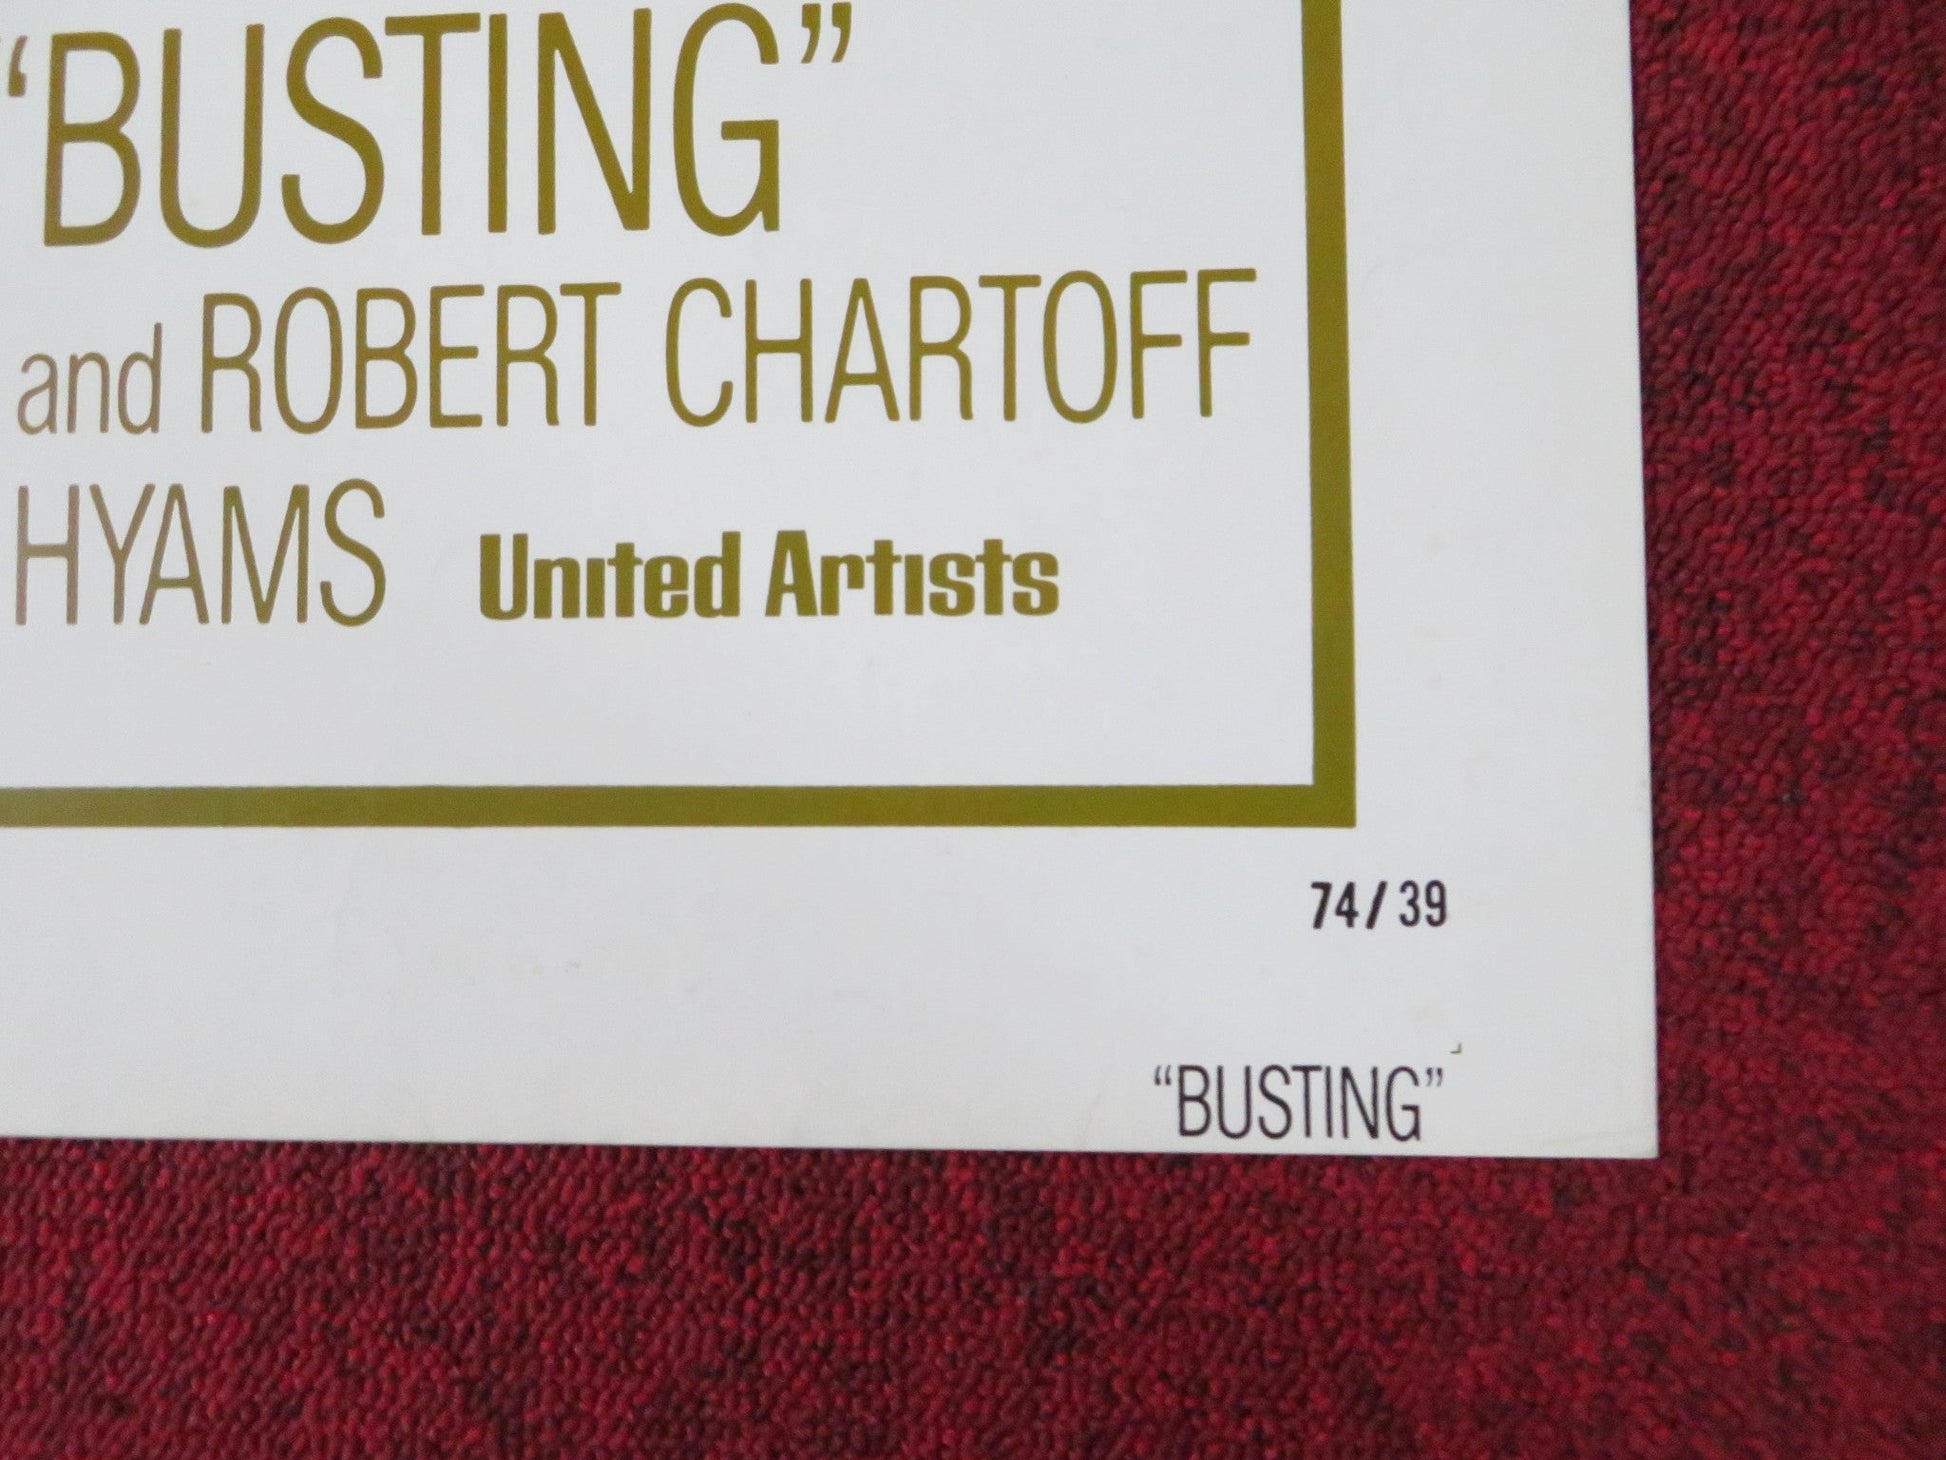 “BUSTING”
and ROBERT CHARTOFF
HYAMS United Artists
74/39
“BUSTING”